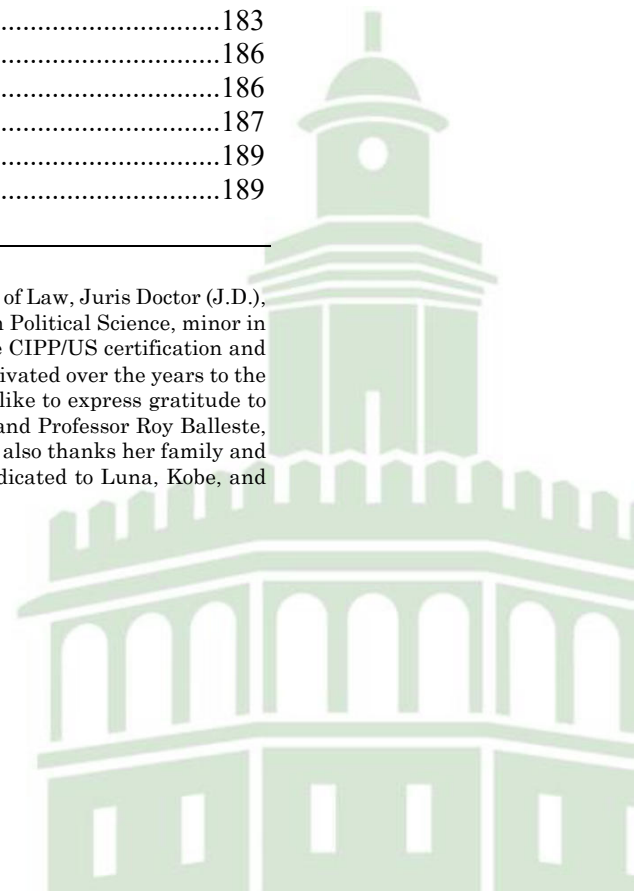 ............................183
............................186
............................186
............................187
............................189
............................189
of Law, Juris Doctor (J.D.),
Political Science, minor in
CIPP/US certification and
ivated over the years to the
like to express gratitude to
and Professor Roy Balleste,
also thanks her family and
dicated to Luna, Kobe, and